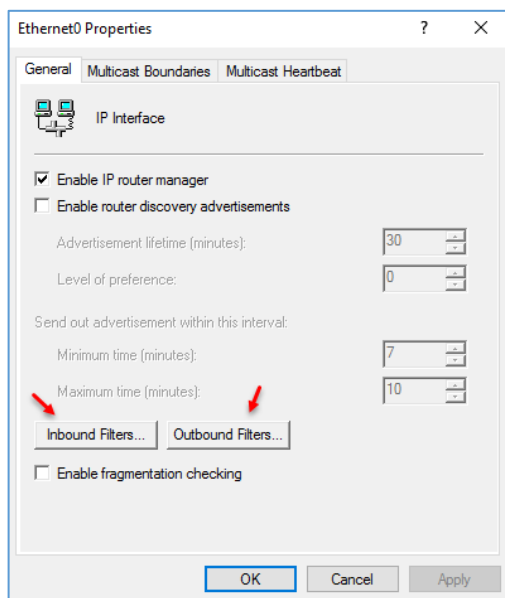 Ethernet0 Properties ? X
General Multicast Boundaries Multicast Heartbeat
IP Interface
Enable IP router manager
Enable router discovery advertisements
Advertisement lifetime (minutes): 30
Level of preference: 0
Send out advertisement within this interval:
Minimum time (minutes): 7
Maximum time (minutes): 10
Inbound Filters... Outbound Filters...
Enable fragmentation checking
OK Cancel Apply